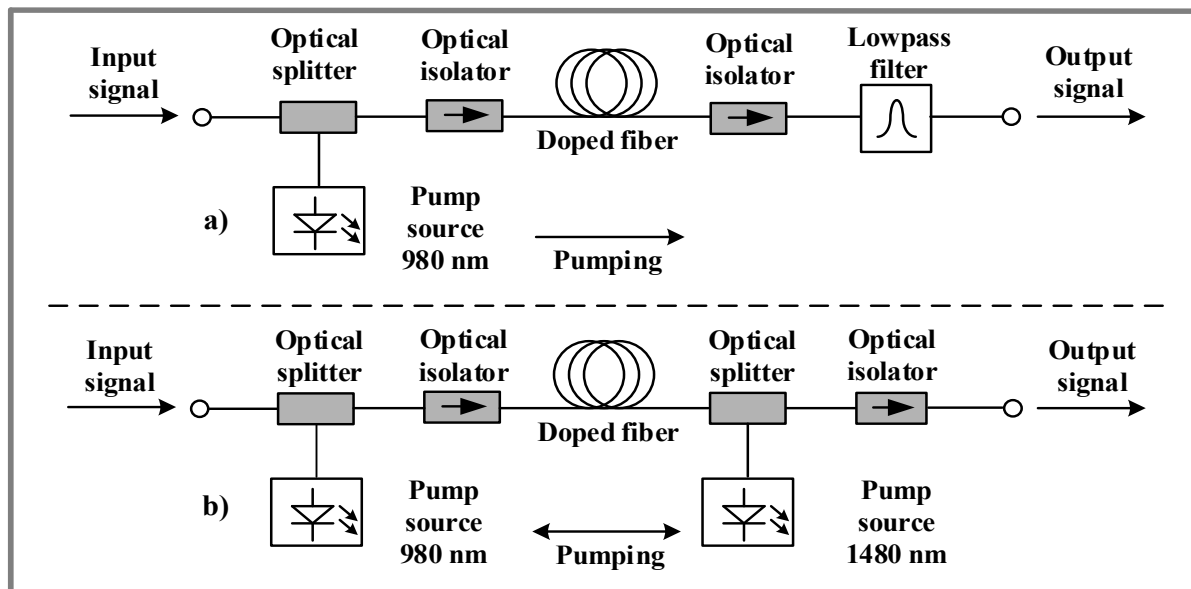 Input
signal
Optical
splitter
Optical
isolator
Doped fiber
Optical
isolator
Lowpass
filter
Output
signal
a)
Pump
source
980 nm
Pumping
Input
signal
Optical
splitter
Optical
isolator
Doped fiber
Optical
splitter
Optical
isolator
Output
signal
b)
Pump
source
980 nm
Pumping
Pump
source
1480 nm